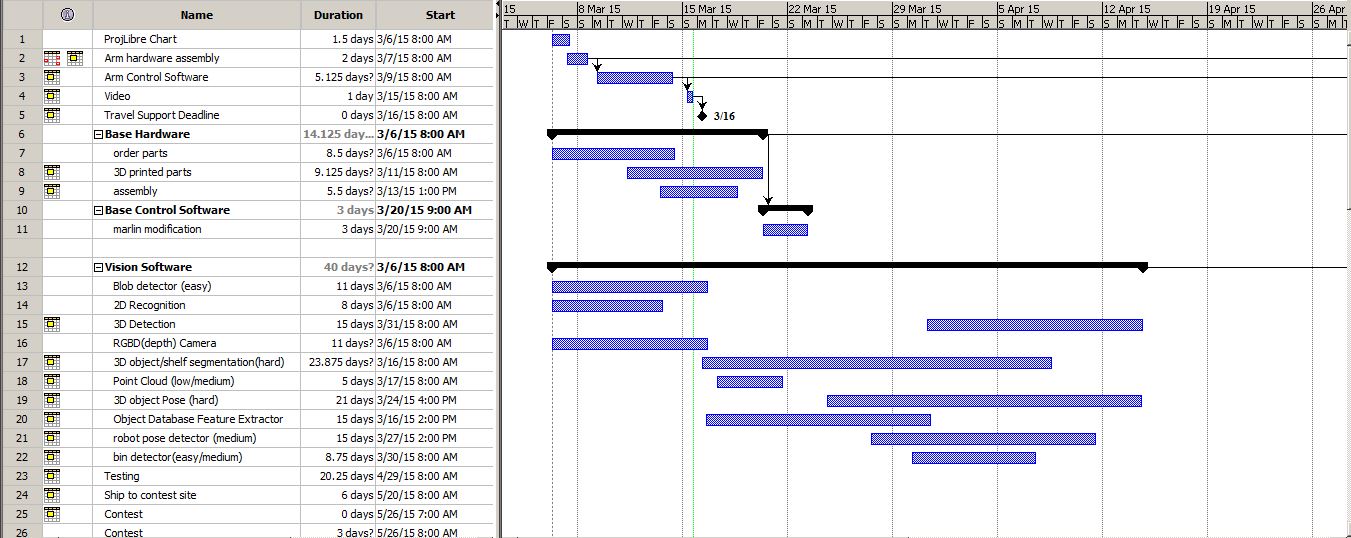 Name Duration Start
15 8 Mar 15 15 Mar 15 22 Mar 15 29 Mar 15 5 Apr 15 12 Apr 15 19 Apr 15 26 Apr
T W T F S S M T W T F S S M T W T F S S M T W T F S S M T W T F S S M T W T F S S M T W T F S S M T W T F S S M T
1 ProjLibre Chart 1.5 days 3/6/15 8:00 AM
2 Arm hardware assembly 2 days 3/7/15 8:00 AM
3 Arm Control Software 5.125 days? 3/9/15 8:00 AM
4 Video 1 day 3/15/15 8:00 AM
5 Travel Support Deadline 0 days 3/16/15 8:00 AM 3/16
6 Base Hardware 14.125 day... 3/6/15 8:00 AM
7 order parts 8.5 days? 3/6/15 8:00 AM
8 3D printed parts 9.125 days? 3/11/15 8:00 AM
9 assembly 5.5 days? 3/13/15 1:00 PM
10 Base Control Software 3 days 3/20/15 9:00 AM
11 marlin modification 3 days 3/20/15 9:00 AM
12 Vision Software 40 days? 3/6/15 8:00 AM
13 Blob detector (easy) 11 days 3/6/15 8:00 AM
14 2D Recognition 8 days 3/6/15 8:00 AM
15 3D Detection 15 days 3/31/15 8:00 AM
16 RGBD(depth) Camera 11 days? 3/6/15 8:00 AM
17 3D object/shelf segmentation(hard) 23.875 days? 3/16/15 8:00 AM
18 Point Cloud (low/medium) 5 days 3/17/15 8:00 AM
19 3D object Pose (hard) 21 days 3/24/15 4:00 PM
20 Object Database Feature Extractor 15 days 3/16/15 2:00 PM
21 robot pose detector (medium) 15 days 3/27/15 2:00 PM
22 bin detector(easy/medium) 8.75 days 3/30/15 8:00 AM
23 Testing 20.25 days 4/29/15 8:00 AM
24 Ship to contest site 6 days 5/20/15 8:00 AM
25 Contest 0 days 5/26/15 7:00 AM
26 Contest 3 days? 5/26/15 8:00 AM